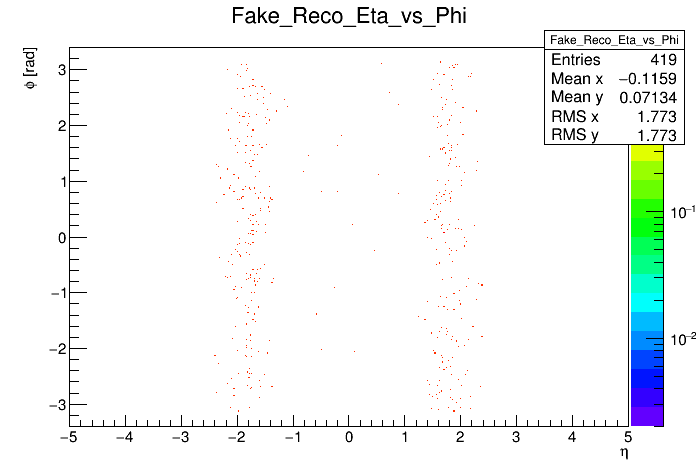 Fake_Reco_Eta_vs_Phi
Fake_Reco_Eta_vs_Phi
Entries 419
Mean x −0.1159
Mean y 0.07134
RMS x 1.773
RMS y 1.773
ϕ [rad]
3
2
1
0
−1
−2
−3
10⁻¹
10⁻²
−5 −4 −3 −2 −1 0 1 2 3 4 5
η